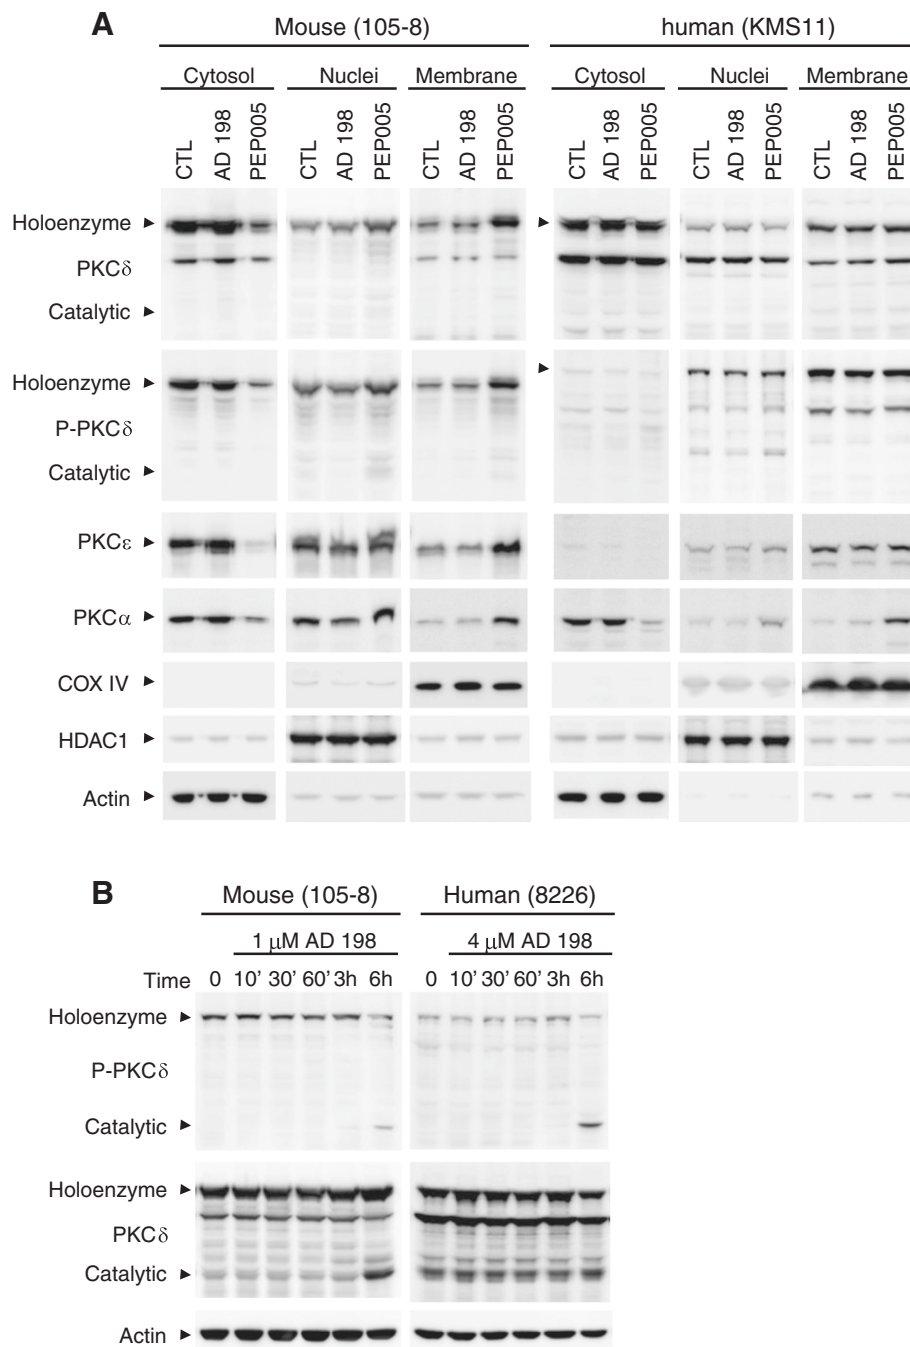 A
Mouse (105-8) human (KMS11)
Cytosol Nuclei Membrane Cytosol Nuclei Membrane
CTL AD 198 PEP005 CTL AD 198 PEP005 CTL AD 198 PEP005 CTL AD 198 PEP005 CTL AD 198 PEP005 CTL AD 198 PEP005
Holoenzyme
PKCδ
Catalytic
Holoenzyme
P-PKCδ
Catalytic
PKCε
PKCα
COX IV
HDAC1
Actin
B
Mouse (105-8) Human (8226)
1 μM AD 198 4 μM AD 198
Time 0 10’ 30’ 60’ 3h 6h 0 10’ 30’ 60’ 3h 6h
Holoenzyme
P-PKCδ
Catalytic
Holoenzyme
PKCδ
Catalytic
Actin